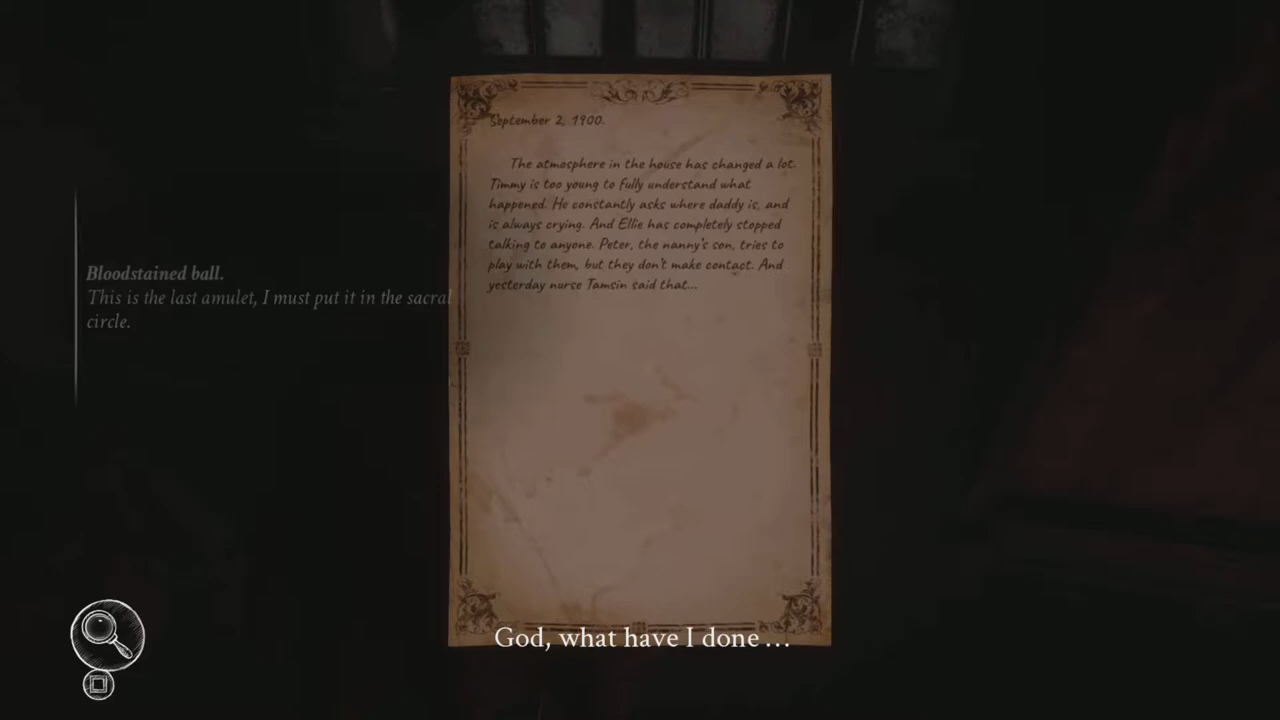 September 2, 1900.
The atmosphere in the house has changed a lot.
Timmy is too young to fully understand what
happened. He constantly asks where daddy is, and
is always crying. And Ellie has completely stopped
talking to anyone. Peter, the nanny's son, tries to
play with them, but they don't make contact. And
yesterday nurse Tamsin said that...
Bloodstained ball.
This is the last amulet, I must put it in the sacral
circle.
God, what have I done ...